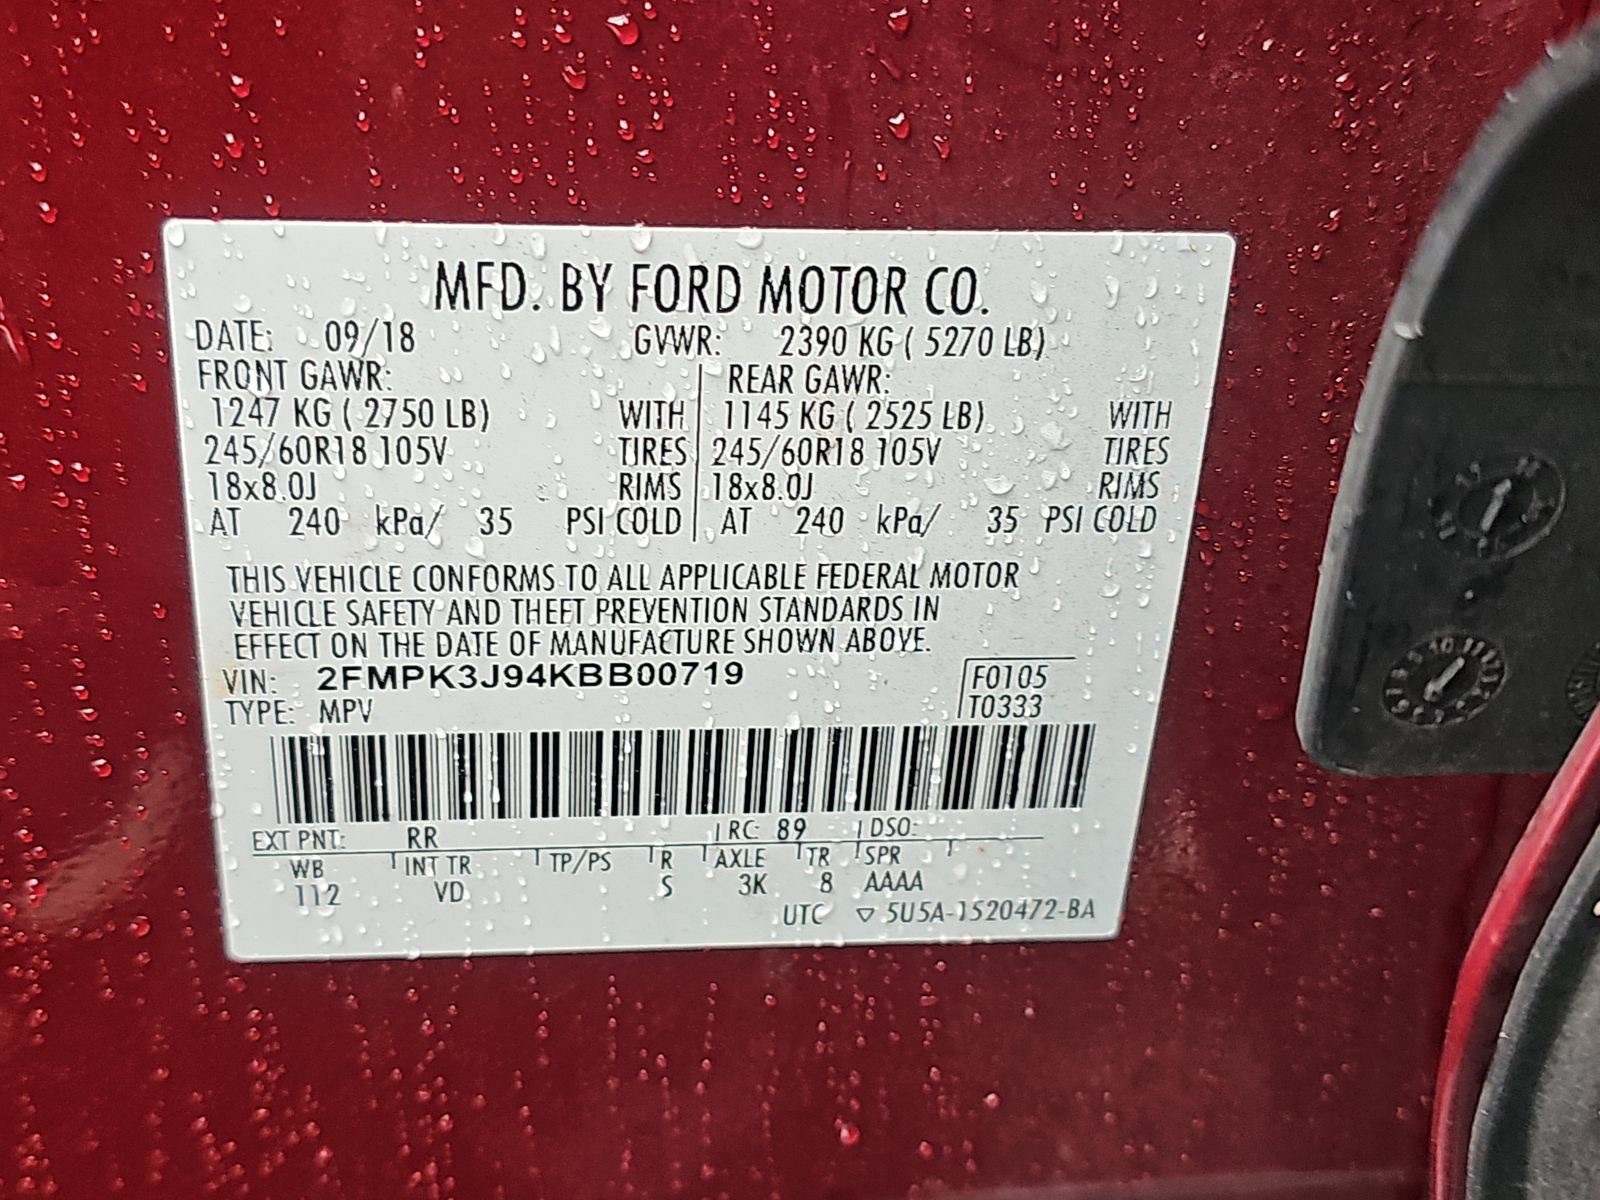 MFD. BY FORD MOTOR CO.
DATE: 09/18 GVWR: 2390 KG ( 5270 LB)
FRONT GAWR: REAR GAWR:
1247 KG ( 2750 LB) WITH 1145 KG ( 2525 LB) WITH
245/60R18 105V TIRES 245/60R18 105V TIRES
18x8.0J RIMS 18x8.0J RIMS
AT 240 kPa/ 35 PSI COLD AT 240 kPa/ 35 PSI COLD
THIS VEHICLE CONFORMS TO ALL APPLICABLE FEDERAL MOTOR
VEHICLE SAFETY AND THEFT PREVENTION STANDARDS IN
EFFECT ON THE DATE OF MANUFACTURE SHOWN ABOVE.
VIN: 2FMPK3J94KBB00719 F0105
TYPE: MPV T0333
EXT PNT: RR RC: 89 DSO:
WB INT TR TP/PS R AXLE TR SPR
112 VD S 3K 8 AAAA
UTC ▽ 5U5A-1520472-BA